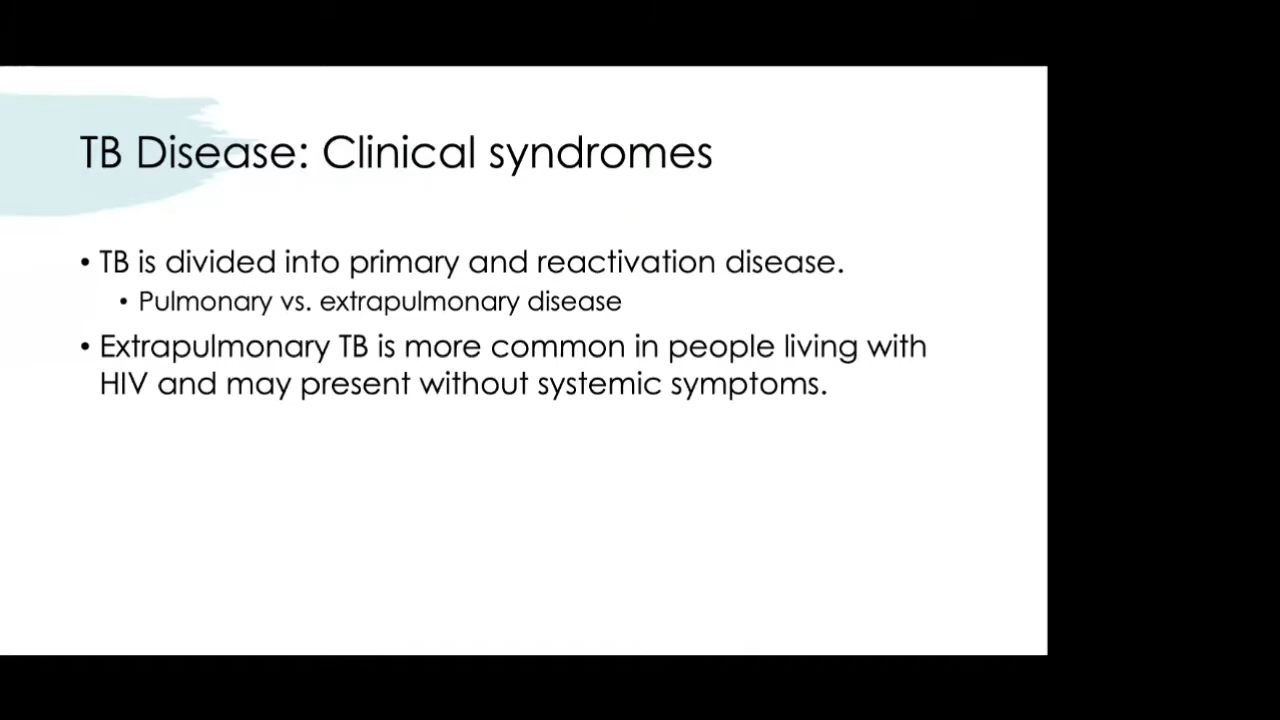 TB Disease: Clinical syndromes
• TB is divided into primary and reactivation disease.
• Pulmonary vs. extrapulmonary disease
• Extrapulmonary TB is more common in people living with
HIV and may present without systemic symptoms.